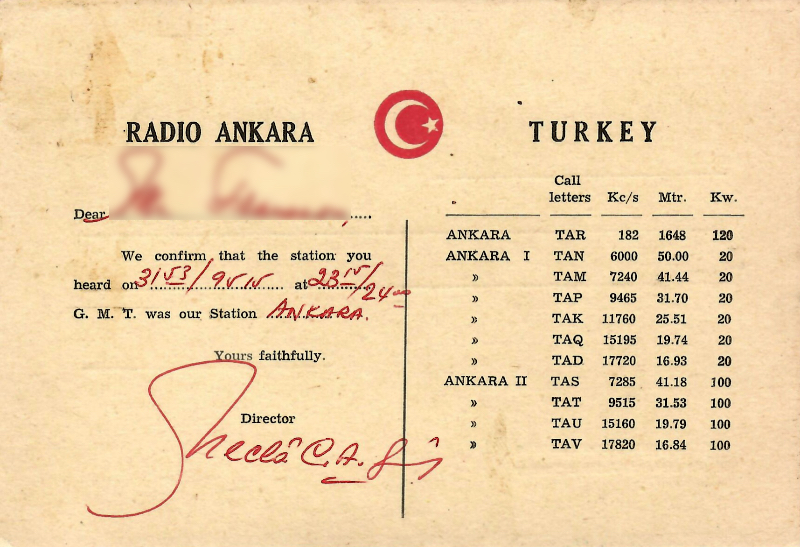 RADIO ANKARA
TURKEY
Dear .....
We confirm that the station you
heard on 31.53/9515 at 23 15/24 00
G. M. T. was our Station ANKARA.
Yours faithfully.
Director
Call letters Kc/s Mtr. Kw.
ANKARA TAR 182 1648 120
ANKARA I TAN 6000 50.00 20
» TAM 7240 41.44 20
» TAP 9465 31.70 20
» TAK 11760 25.51 20
» TAQ 15195 19.74 20
» TAD 17720 16.93 20
ANKARA II TAS 7285 41.18 100
» TAT 9515 31.53 100
» TAU 15160 19.79 100
» TAV 17820 16.84 100